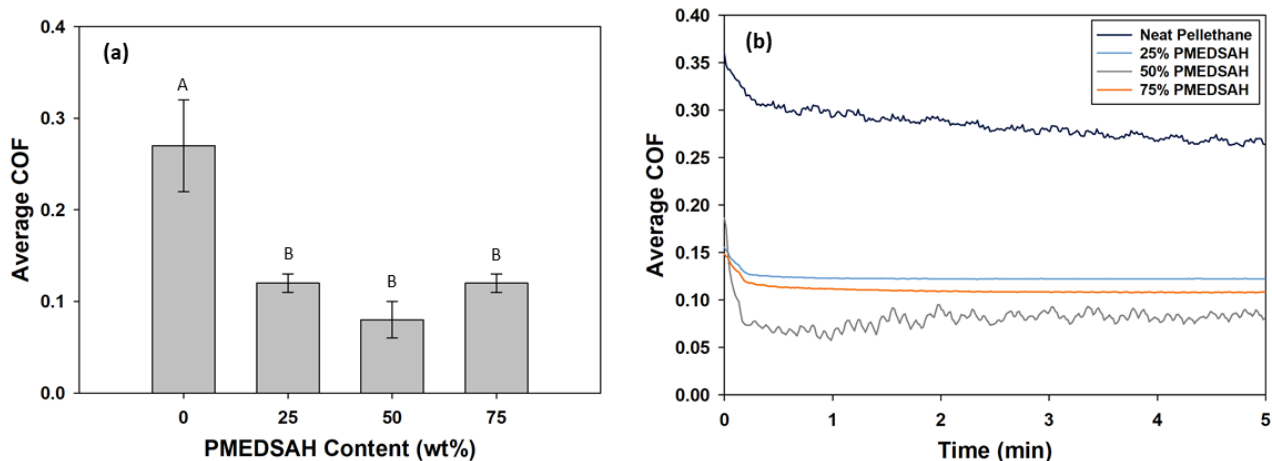 (a)
Average COF
0.4
0.3
0.2
0.1
0.0
A
B
B
B
0 25 50 75
PMEDSAH Content (wt%)
(b)
Average COF
0.40
0.35
0.30
0.25
0.20
0.15
0.10
0.05
0.00
Neat Pellethane
25% PMEDSAH
50% PMEDSAH
75% PMEDSAH
0 1 2 3 4 5
Time (min)